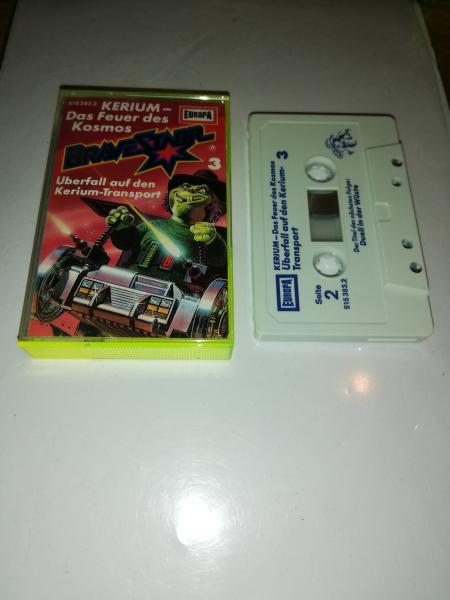 515 383.2
KERIUM –
Das Feuer des
Kosmos
EUROPA
BRAVESTARR
®
3
Überfall auf den
Kerium-Transport
KERIUM – Das Feuer des Kosmos
Überfall auf den Kerium- 3
Transport
EUROPA
Seite
2
515 383.2
Der Titel der nächsten Folge:
Duell in der Wüste